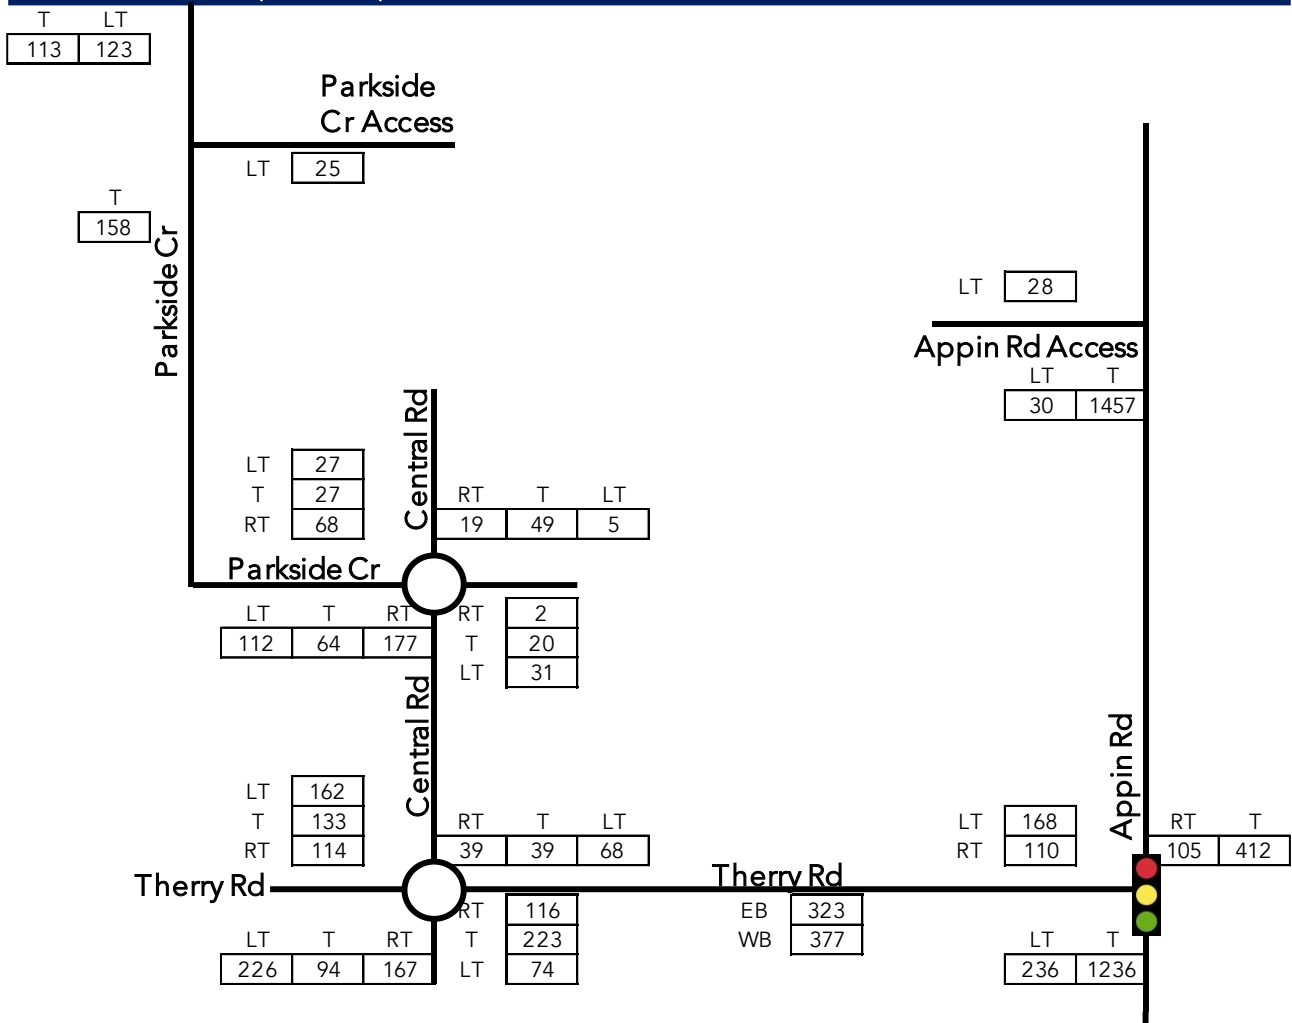 T LT
113 123
Parkside
Cr Access
LT 25
T
158
Parkside Cr
LT 28
Appin Rd Access
LT T
30 1457
Central Rd
LT 27
T 27
RT 68
RT T LT
19 49 5
Parkside Cr
LT T RT
112 64 177
RT 2
T 20
LT 31
Central Rd
Appin Rd
LT 162
T 133
RT 114
RT T LT
39 39 68
LT 168
RT 110
RT T
105 412
Therry Rd
Therry Rd
RT 116
T 223
LT 74
EB 323
WB 377
LT T RT
226 94 167
LT T
236 1236